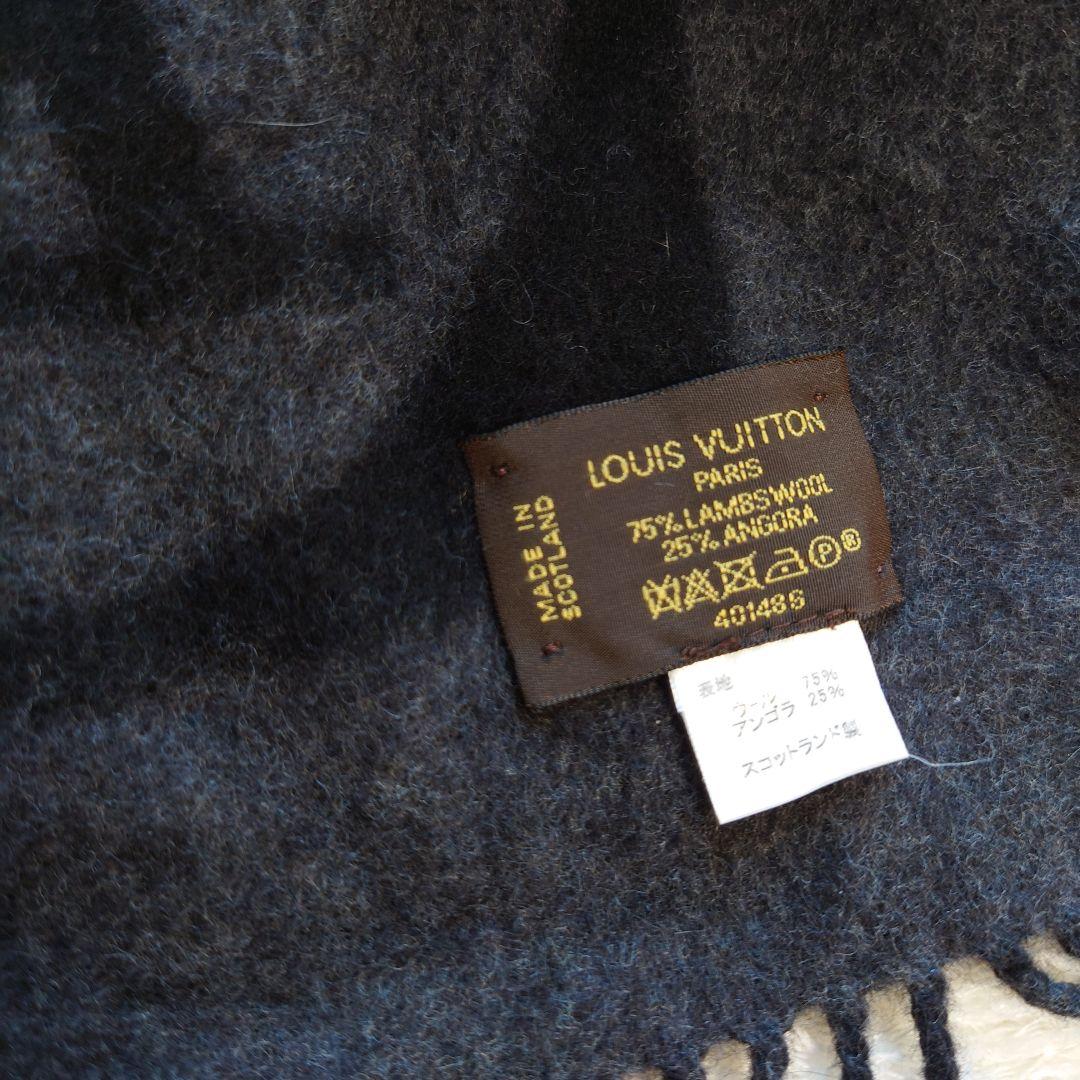 LOUIS VUITTON
PARIS
75% LAMBSWOOL
25% ANGORA
P®
40148S
MADE IN
SCOTLAND
表地
ウール 75%
アンゴラ 25%
スコットランド製